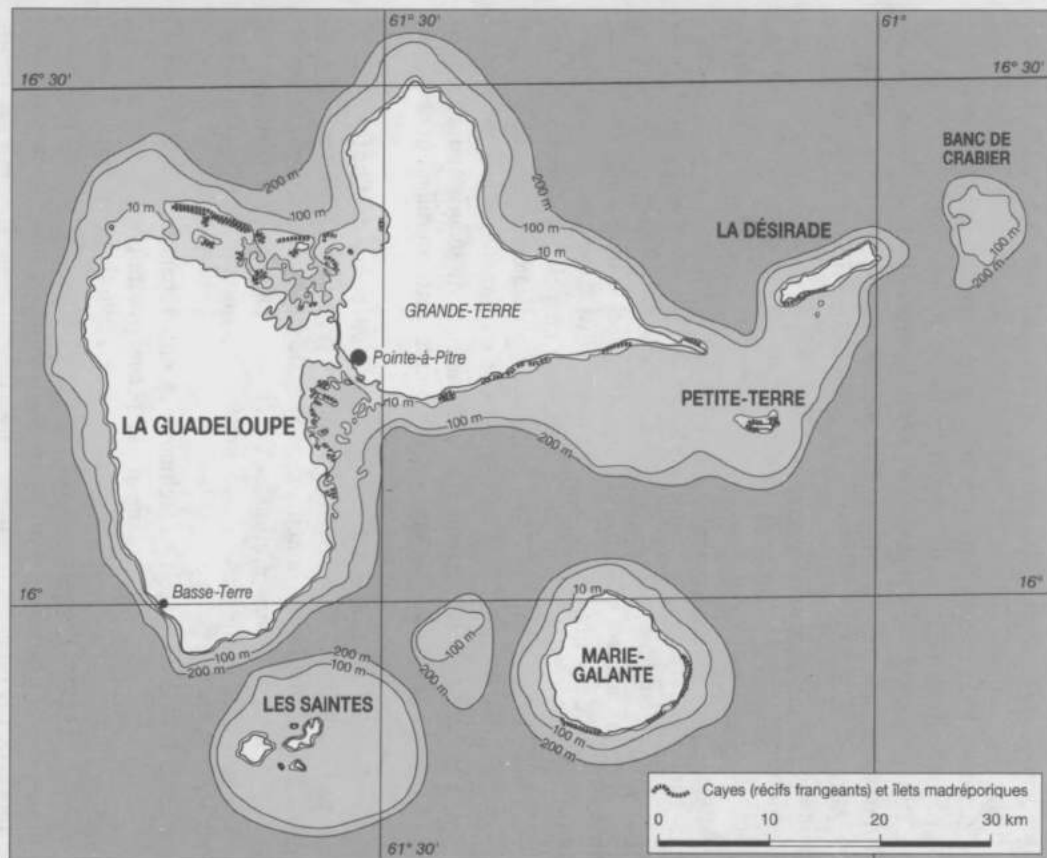 61° 30'
61°
16° 30'
16° 30'
BANC DE
CRABIER
200 m
100 m
10 m
LA DÉSIRADE
100 m
10 m
100 m
200 m
GRANDE-TERRE
Pointe-à-Pitre
PETITE-TERRE
10 m
100 m
200 m
LA GUADELOUPE
Basse-Terre
16°
16°
10 m
100 m
200 m
MARIE-
GALANTE
100 m
200 m
100 m
200 m
200 m
100 m
LES SAINTES
Cayes (récifs frangeants) et îlets madréporiques
0 10 20 30 km
61° 30'